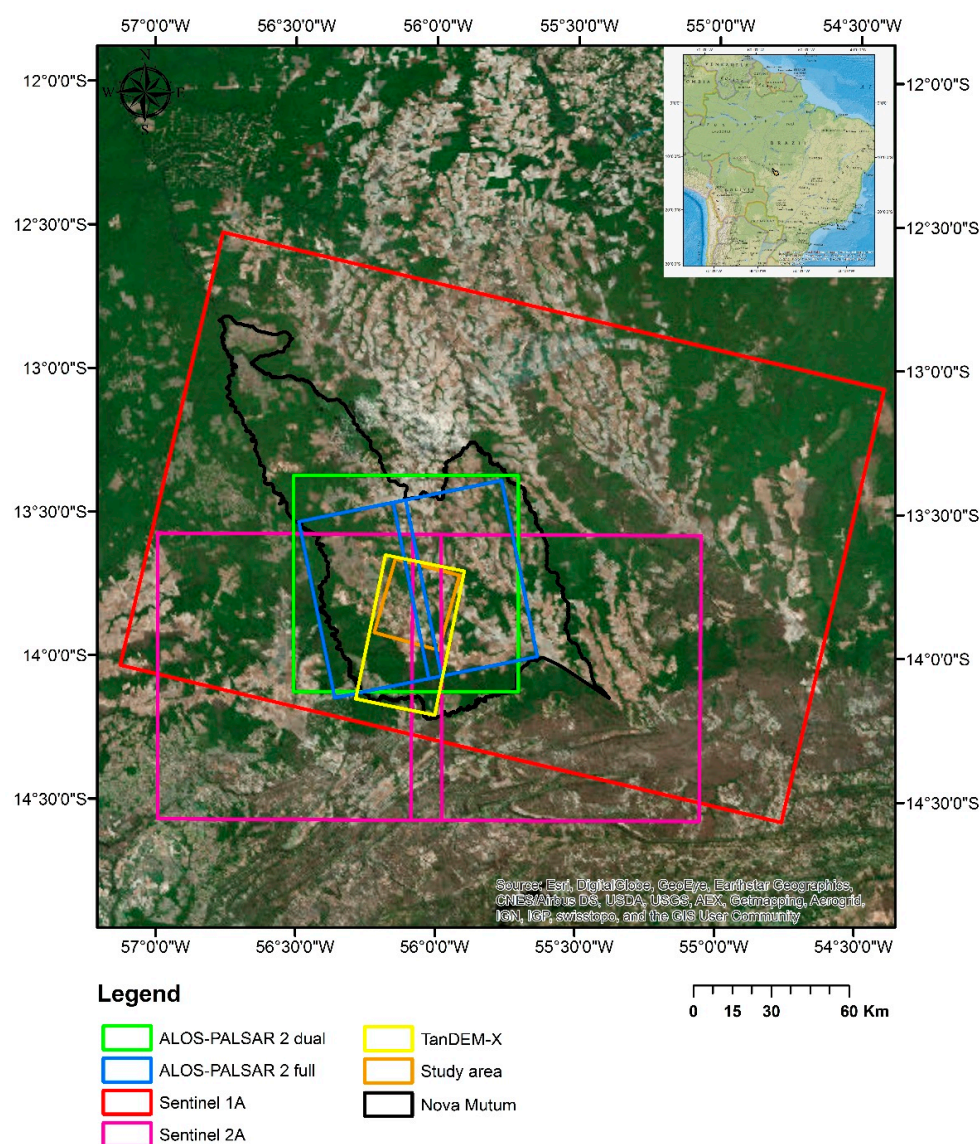 57°0'0"W 56°30'0"W 56°0'0"W 55°30'0"W 55°0'0"W 54°30'0"W
N
W E
S
BRAZIL
BOLIVIA
12°0'0"S 12°0'0"S
12°30'0"S 12°30'0"S
13°0'0"S 13°0'0"S
13°30'0"S 13°30'0"S
14°0'0"S 14°0'0"S
14°30'0"S 14°30'0"S
Source: Esri, DigitalGlobe, GeoEye, Earthstar Geographics,
CNES/Airbus DS, USDA, USGS, AEX, Getmapping, Aerogrid,
IGN, IGP, swisstopo, and the GIS User Community
57°0'0"W 56°30'0"W 56°0'0"W 55°30'0"W 55°0'0"W 54°30'0"W
Legend
0 15 30 60 Km
ALOS-PALSAR 2 dual
ALOS-PALSAR 2 full
Sentinel 1A
Sentinel 2A
TanDEM-X
Study area
Nova Mutum